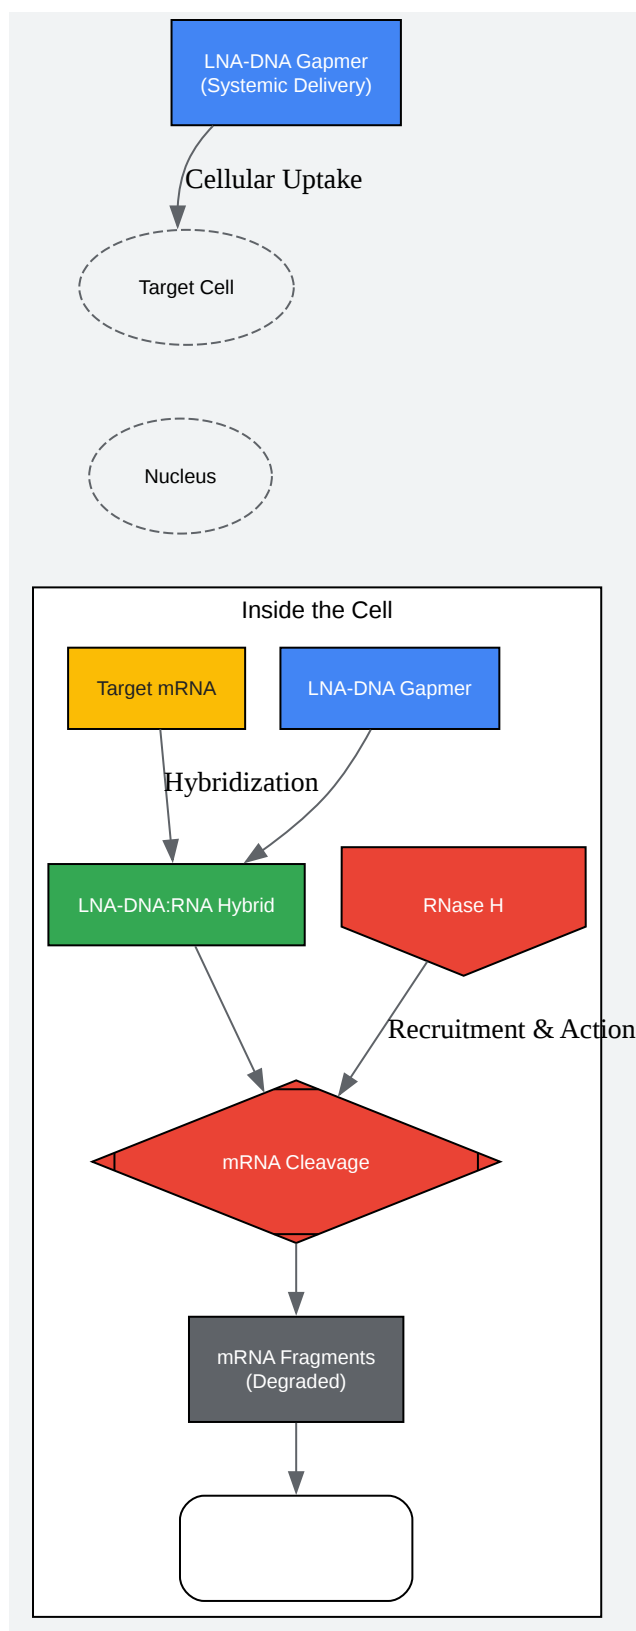 LNA-DNA Gapmer
(Systemic Delivery)
Cellular Uptake
Target Cell
Nucleus
Inside the Cell
Target mRNA
LNA-DNA Gapmer
Hybridization
LNA-DNA:RNA Hybrid
RNase H
Recruitment & Action
mRNA Cleavage
mRNA Fragments
(Degraded)